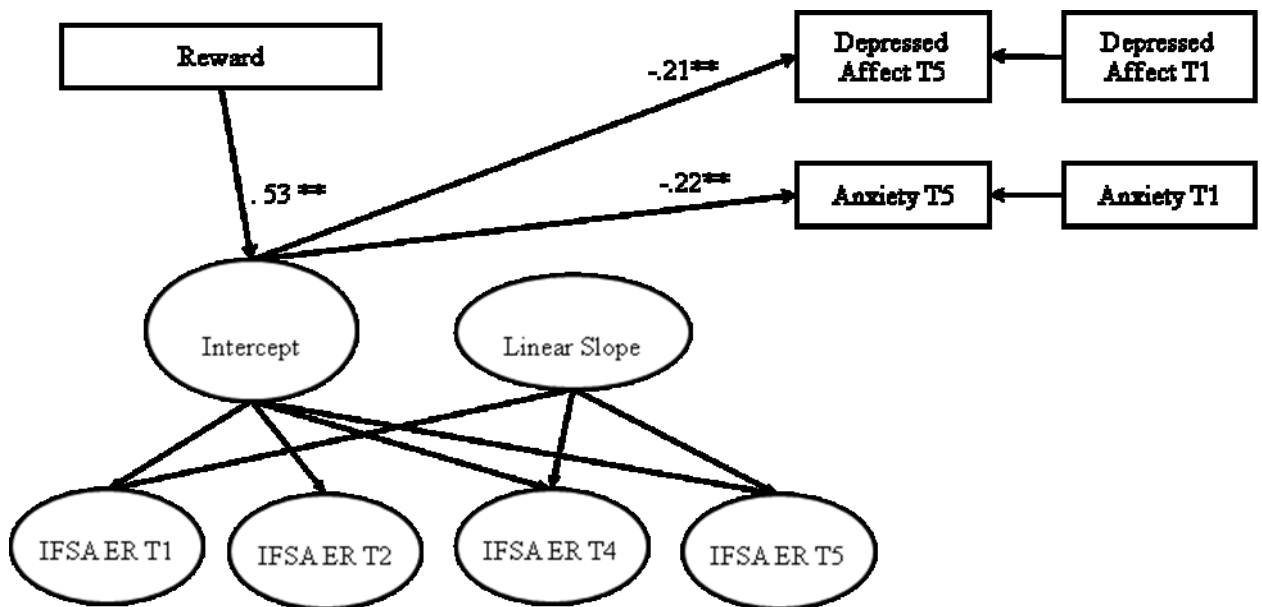 Reward
Depressed
Affect T5
Depressed
Affect T1
-.21**
-.22**
Anxiety T5
Anxiety T1
. 53 **
Intercept
Linear Slope
IFSA ER T1
IFSA ER T2
IFSA ER T4
IFSA ER T5